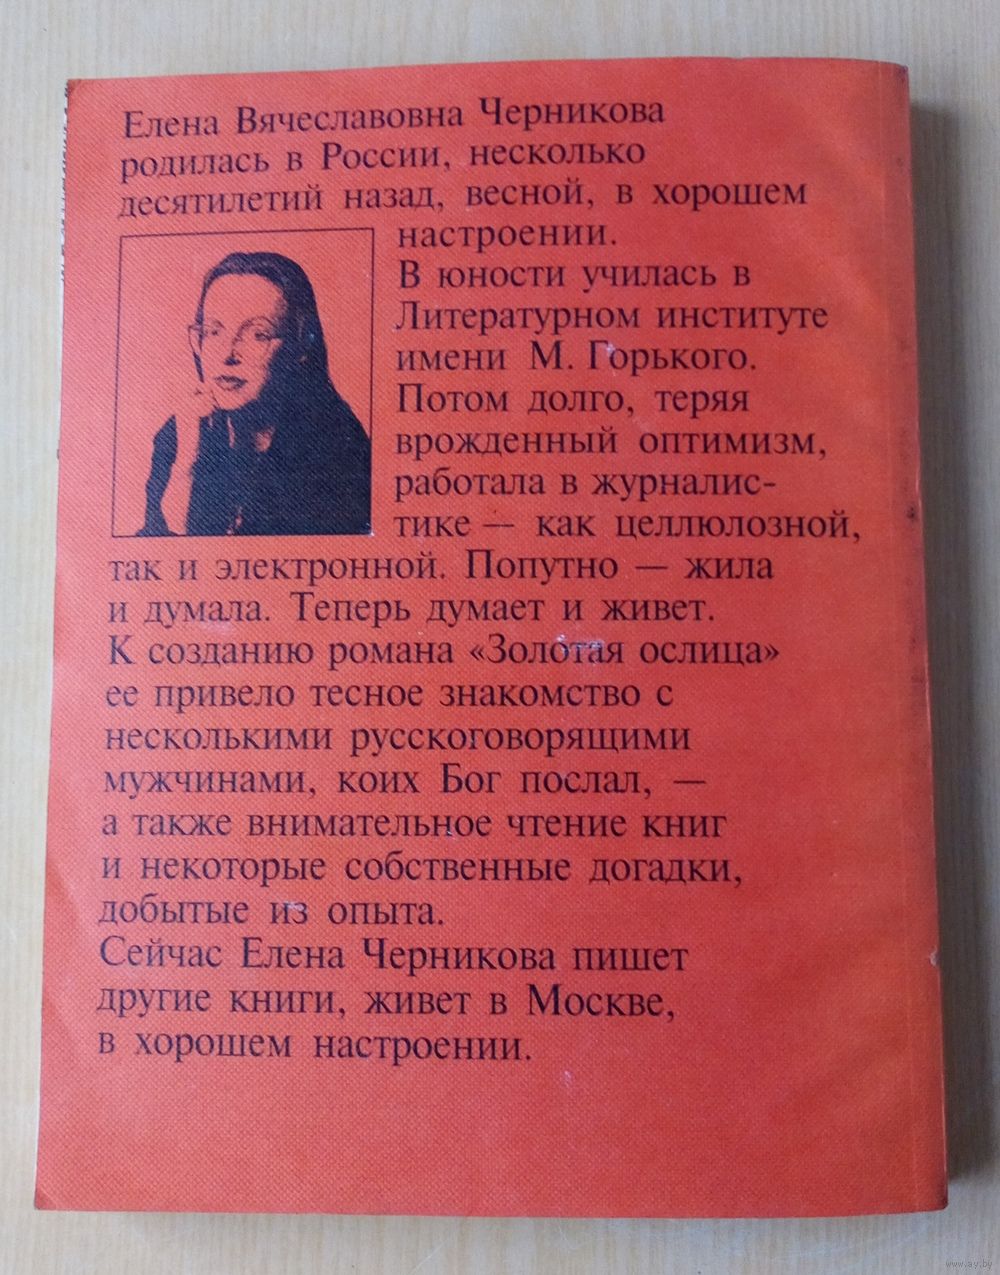 Елена Вячеславовна Черникова
родилась в России, несколько
десятилетий назад, весной, в хорошем
настроении.
В юности училась в
Литературном институте
имени М. Горького.
Потом долго, теряя
врожденный оптимизм,
работала в журналис-
тике — как целлюлозной,
так и электронной. Попутно — жила
и думала. Теперь думает и живет.
К созданию романа «Золотая ослица»
ее привело тесное знакомство с
несколькими русскоговорящими
мужчинами, коих Бог послал, —
а также внимательное чтение книг
и некоторые собственные догадки,
добытые из опыта.
Сейчас Елена Черникова пишет
другие книги, живет в Москве,
в хорошем настроении.
www.ay.by